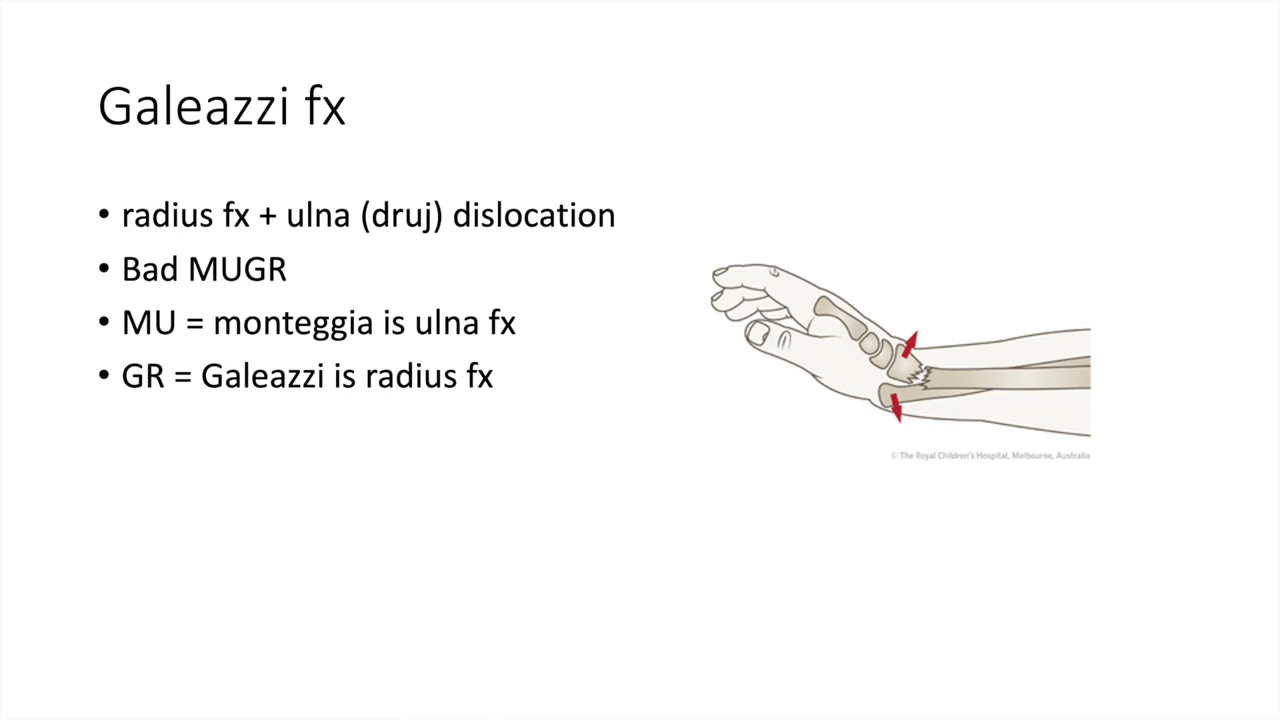 Galeazzi fx
• radius fx + ulna (druj) dislocation
• Bad MUGR
• MU = monteggia is ulna fx
• GR = Galeazzi is radius fx
© The Royal Children's Hospital, Melbourne, Australia